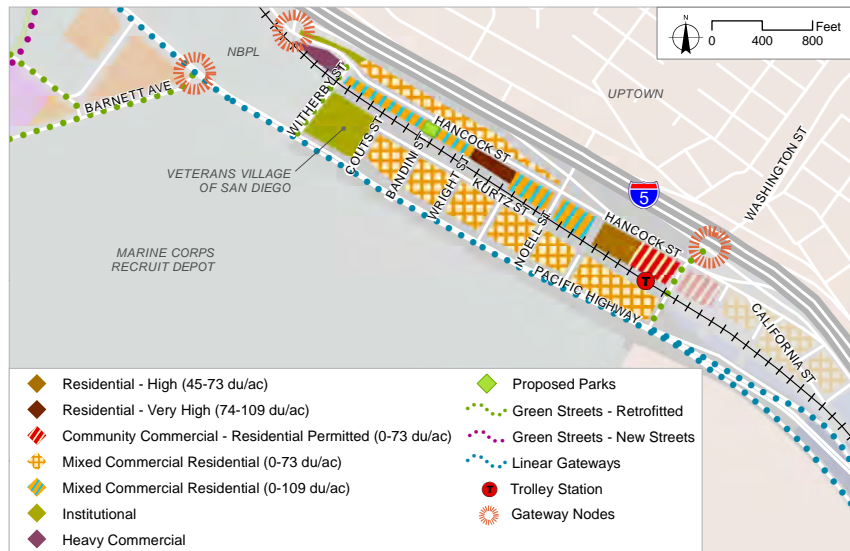 NBPL
BARNETT AVE
WITHERBY ST
HANCOCK ST
UPTOWN
N
Feet
0 400 800
WASHINGTON ST
5
VETERANS VILLAGE
OF SAN DIEGO
COUTS ST
BANDINI ST
WRIGHT ST
KURTZ ST
NOELL ST
HANCOCK ST
MARINE CORPS
RECRUIT DEPOT
PACIFIC HIGHWAY
T
CALIFORNIA ST
Residential - High (45-73 du/ac)
Residential - Very High (74-109 du/ac)
Community Commercial - Residential Permitted (0-73 du/ac)
Mixed Commercial Residential (0-73 du/ac)
Mixed Commercial Residential (0-109 du/ac)
Institutional
Heavy Commercial
Proposed Parks
Green Streets - Retrofitted
Green Streets - New Streets
Linear Gateways
T Trolley Station
Gateway Nodes